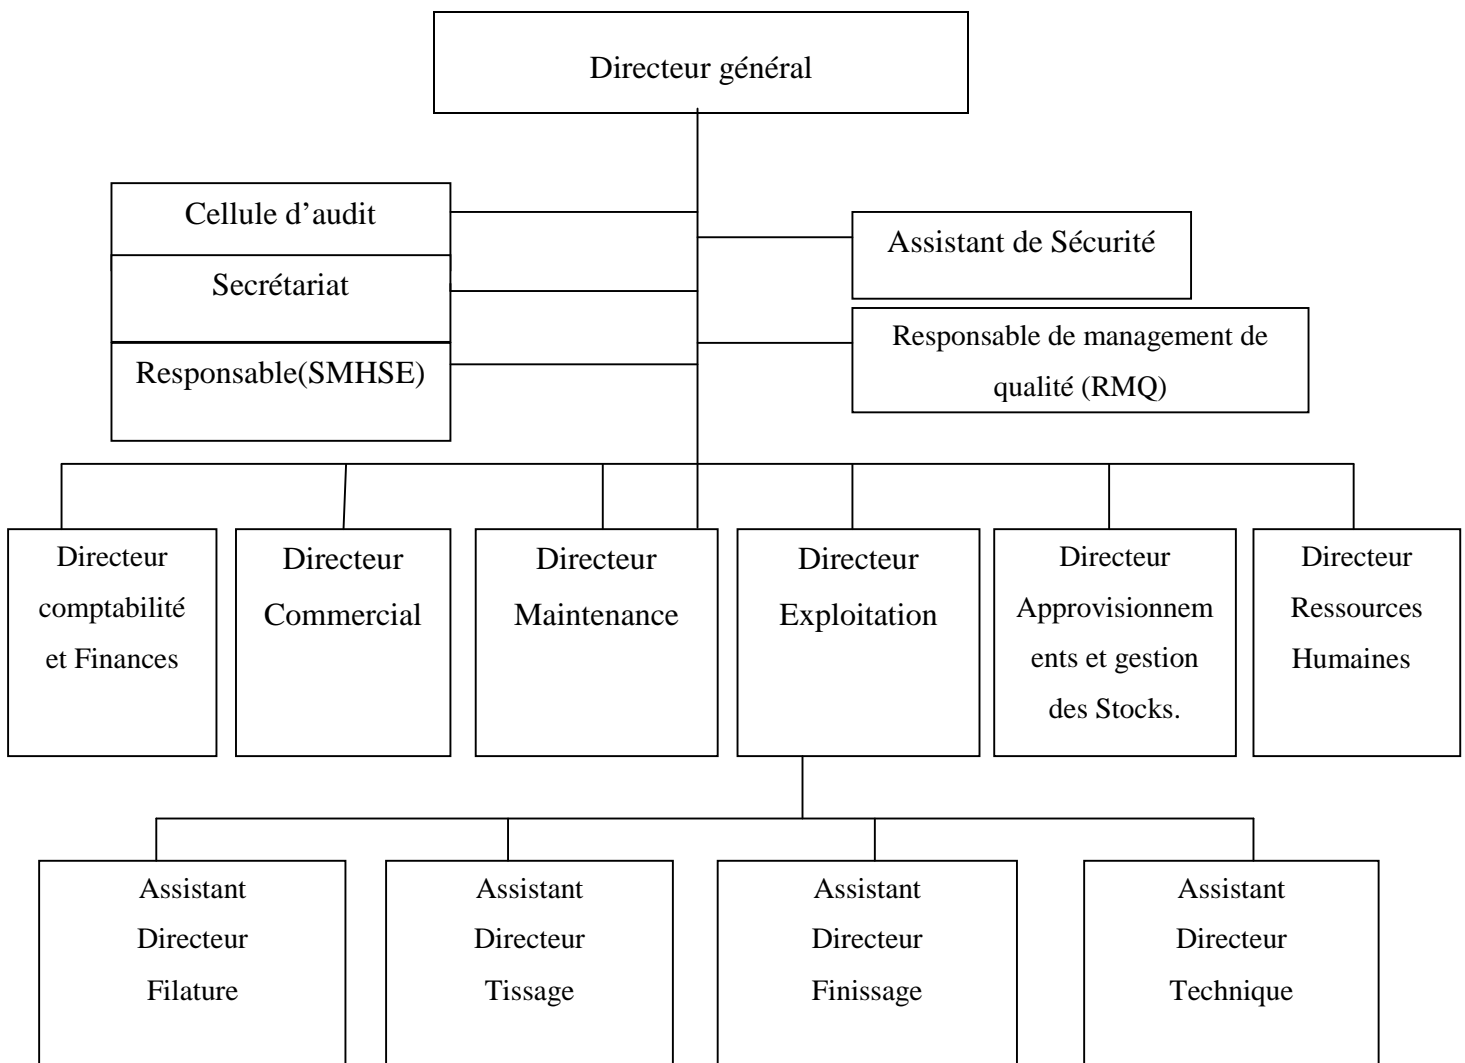 Directeur général
Cellule d’audit
Secrétariat
Responsable(SMHSE)
Assistant de Sécurité
Responsable de management de
qualité (RMQ)
Directeur
comptabilité
et Finances
Directeur
Commercial
Directeur
Maintenance
Directeur
Exploitation
Directeur
Approvisionnem
ents et gestion
des Stocks.
Directeur
Ressources
Humaines
Assistant
Directeur
Filature
Assistant
Directeur
Tissage
Assistant
Directeur
Finissage
Assistant
Directeur
Technique